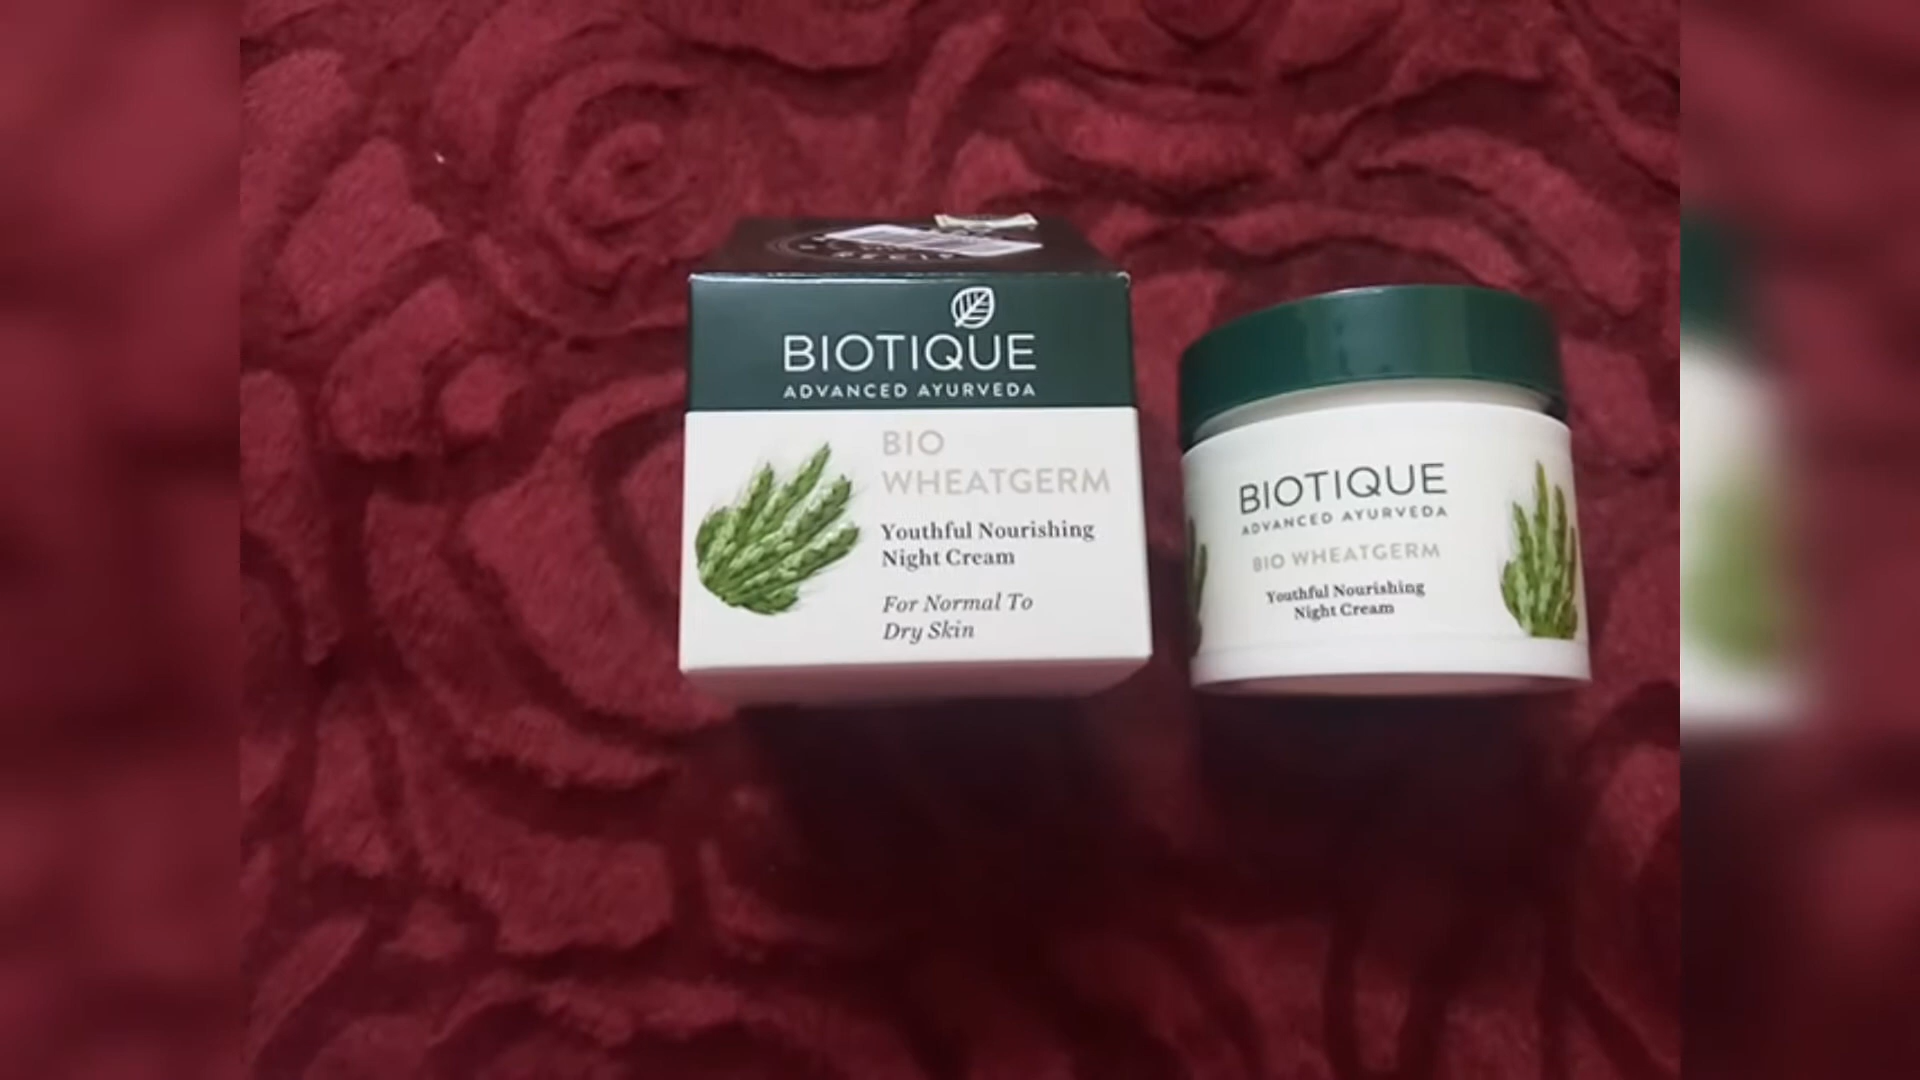 BIOTIQUE
ADVANCED AYURVEDA
BIO
WHEATGERM
Youthful Nourishing
Night Cream
For Normal To
Dry Skin
BIOTIQUE
ADVANCED AYURVEDA
BIO WHEATGERM
Youthful Nourishing
Night Cream